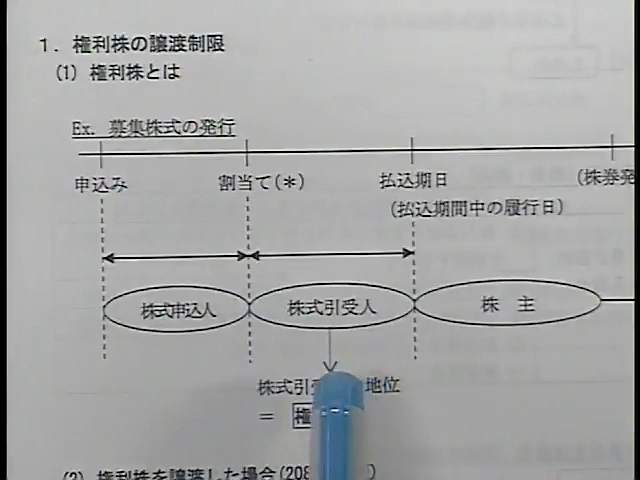 1. 権利株の譲渡制限
(1) 権利株とは
Ex. 募集株式の発行
申込み 割当て(*) 払込期日 (株券発
(払込期間中の履行日)
株式申込人 株式引受人 株 主
株式引 地位
= 権
(2) 権利株を譲渡した場合(208 )